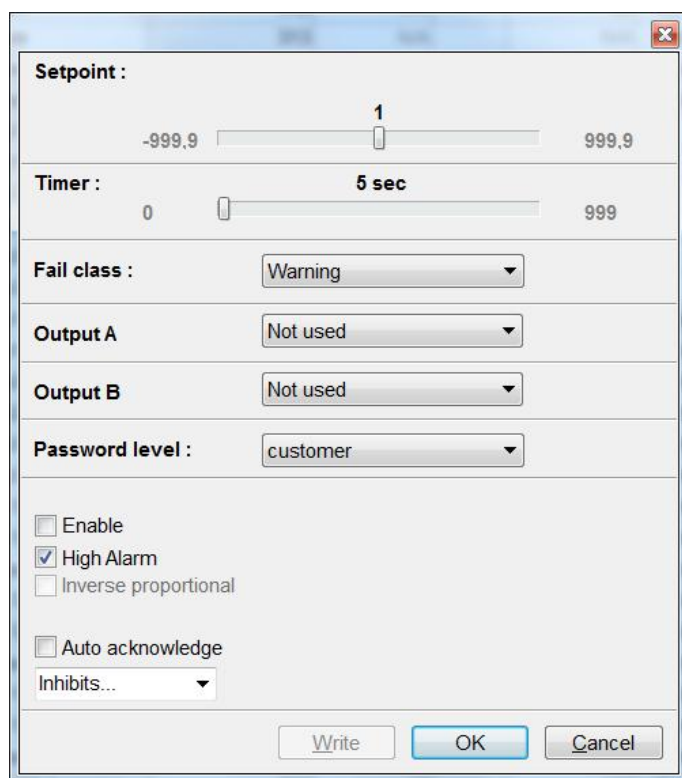 Setpoint :
1
-999,9 999,9
Timer : 5 sec
0 999
Fail class : Warning
Output A Not used
Output B Not used
Password level : customer
Enable
High Alarm
Inverse proportional
Auto acknowledge
Inhibits...
Write OK Cancel